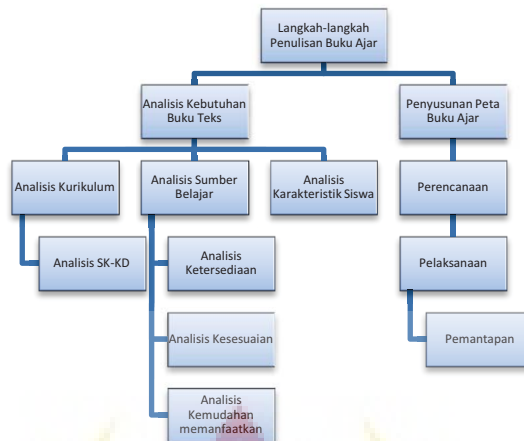 Langkah-langkah
Penulisan Buku Ajar
Analisis Kebutuhan
Buku Teks
Penyusunan Peta
Buku Ajar
Analisis Kurikulum
Analisis Sumber
Belajar
Analisis
Karakteristik Siswa
Perencanaan
Analisis SK-KD
Analisis
Ketersediaan
Pelaksanaan
Analisis Kesesuaian
Pemantapan
Analisis
Kemudahan
memanfaatkan